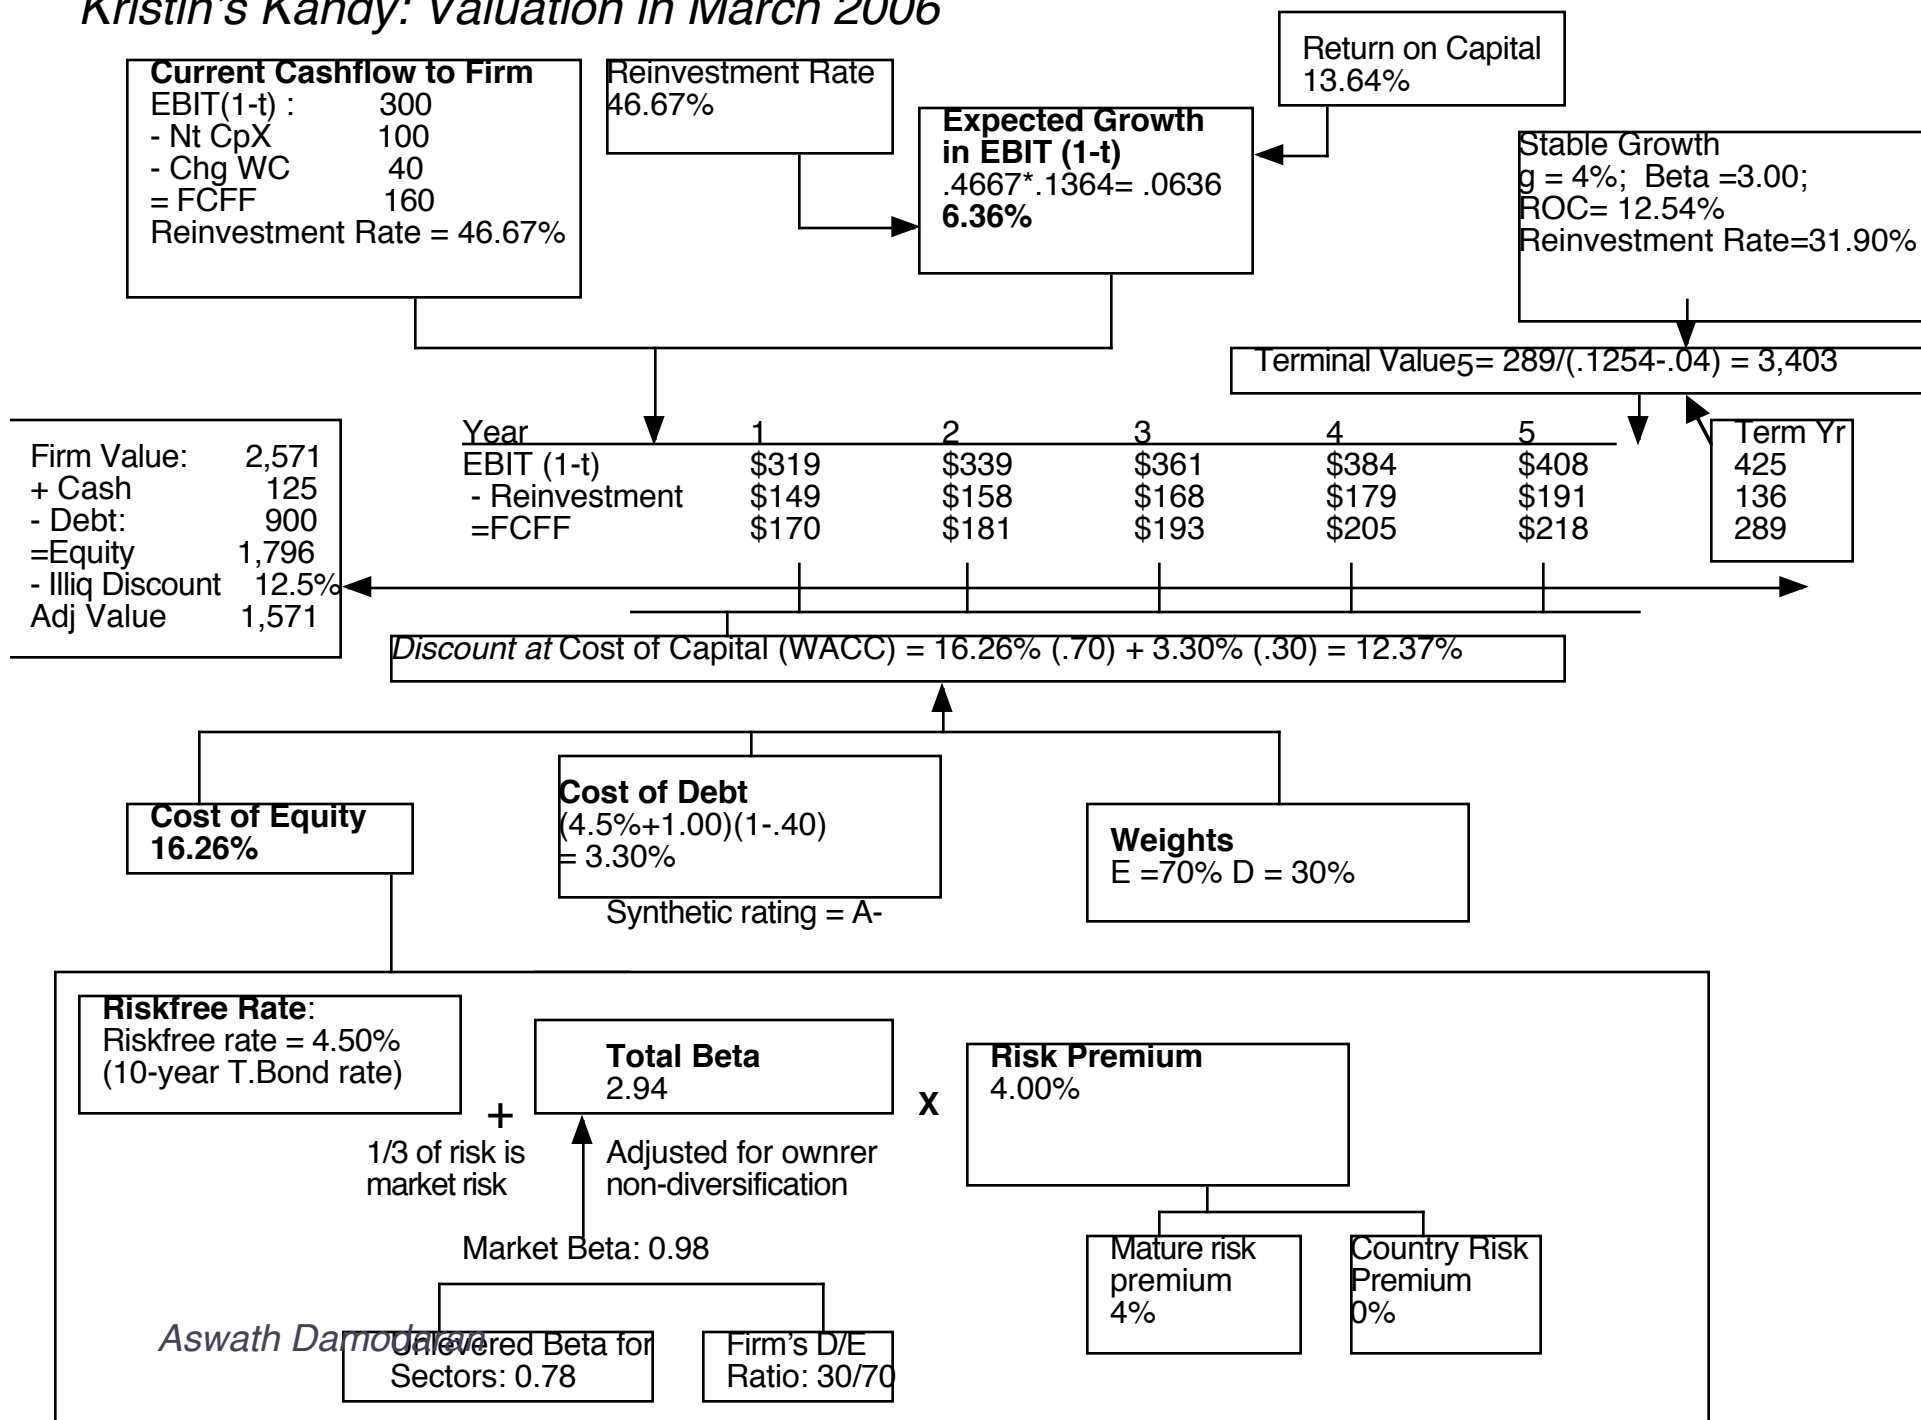 Kristin's Kandy: Valuation in March 2006
Current Cashflow to Firm
EBIT(1-t) : 300
- Nt CpX 100
- Chg WC 40
= FCFF 160
Reinvestment Rate = 46.67%
Reinvestment Rate
46.67%
Expected Growth
in EBIT (1-t)
.4667*.1364= .0636
6.36%
Return on Capital
13.64%
Stable Growth
g = 4%; Beta =3.00;
ROC= 12.54%
Reinvestment Rate=31.90%
Terminal Value5= 289/(.1254-.04) = 3,403
Firm Value: 2,571
+ Cash 125
- Debt: 900
=Equity 1,796
- Illiq Discount 12.5%
Adj Value 1,571
Year 1 2 3 4 5
EBIT (1-t) $319 $339 $361 $384 $408
- Reinvestment $149 $158 $168 $179 $191
=FCFF $170 $181 $193 $205 $218
Term Yr
425
136
289
Discount at Cost of Capital (WACC) = 16.26% (.70) + 3.30% (.30) = 12.37%
Cost of Equity
16.26%
Cost of Debt
(4.5%+1.00)(1-.40)
= 3.30%
Synthetic rating = A-
Weights
E =70% D = 30%
Riskfree Rate:
Riskfree rate = 4.50%
(10-year T.Bond rate)
+
Total Beta
2.94
X
Risk Premium
4.00%
1/3 of risk is
market risk
Adjusted for ownrer
non-diversification
Market Beta: 0.98
Mature risk
premium
4%
Country Risk
Premium
0%
Aswath Damodaran
Unlevered Beta for
Sectors: 0.78
Firm's D/E
Ratio: 30/70